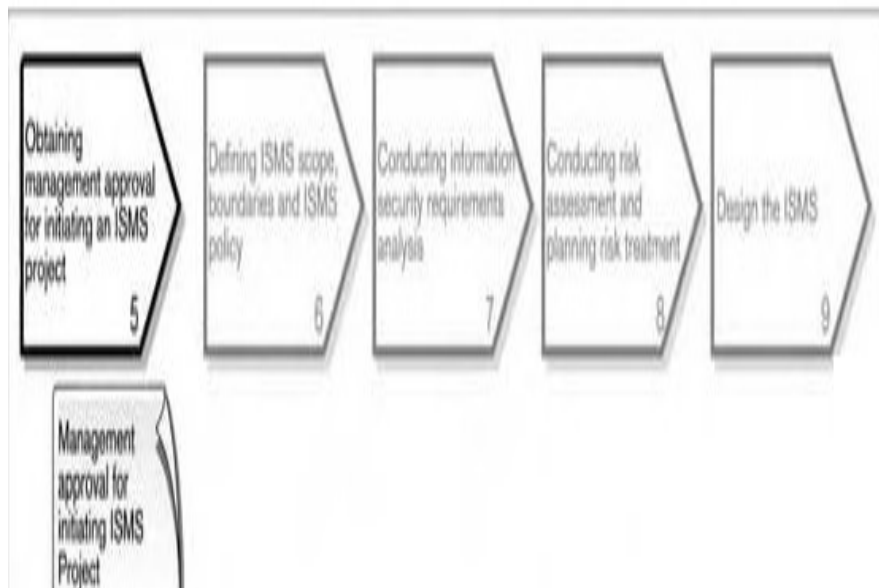 Obtaining
management approval
for initiating an ISMS
project
5
Defining ISMS scope,
boundaries and ISMS
policy
6
Conducting information
security requirements
analysis
7
Conducting risk
assessment and
planning risk treatment
8
Design the ISMS
9
Management
approval for
initiating ISMS
Project